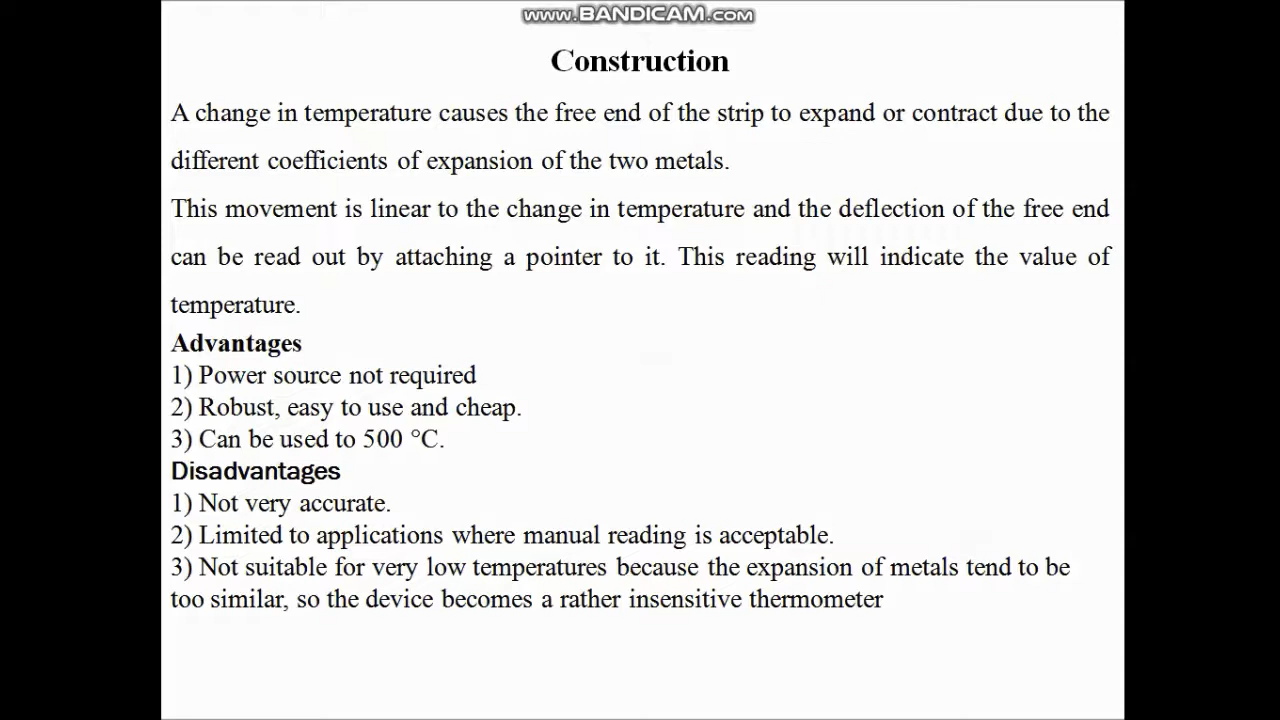 www.BANDICAM.com
Construction
A change in temperature causes the free end of the strip to expand or contract due to the
different coefficients of expansion of the two metals.
This movement is linear to the change in temperature and the deflection of the free end
can be read out by attaching a pointer to it. This reading will indicate the value of
temperature.
Advantages
1) Power source not required
2) Robust, easy to use and cheap.
3) Can be used to 500 °C.
Disadvantages
1) Not very accurate.
2) Limited to applications where manual reading is acceptable.
3) Not suitable for very low temperatures because the expansion of metals tend to be
too similar, so the device becomes a rather insensitive thermometer